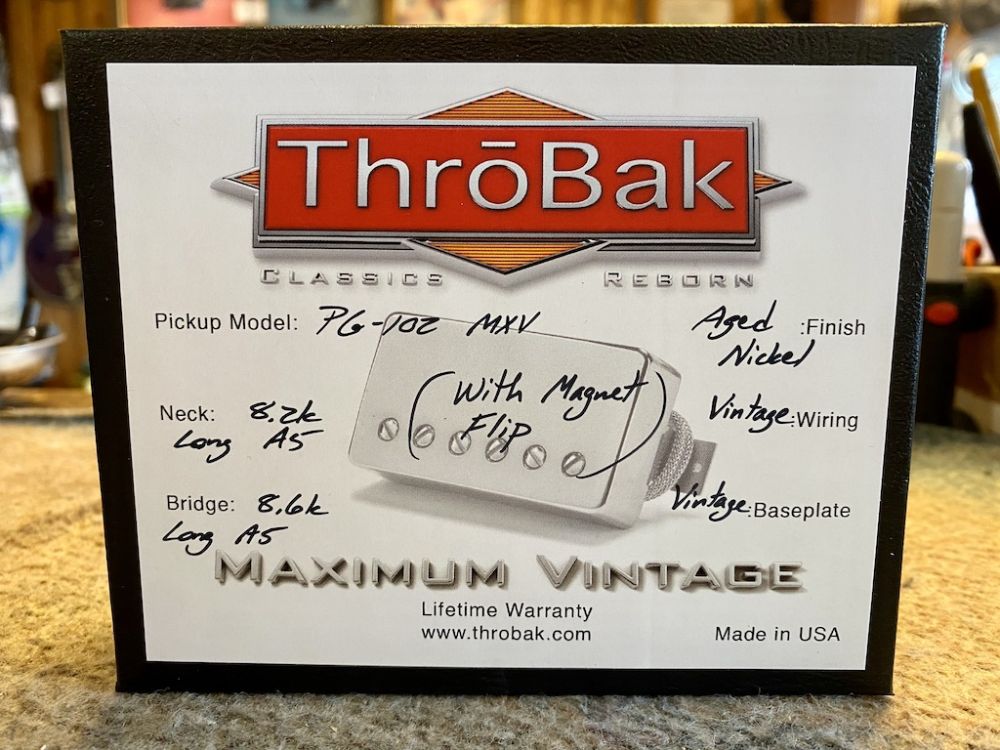 ThrōBak
CLASSICS REBORN
Pickup Model: PG-102 MXV
Aged :Finish
Nickel
(With Magnet
Flip)
Neck: 8.2k
Long A5
Vintage :Wiring
Bridge: 8.6k
Long A5
Vintage :Baseplate
MAXIMUM VINTAGE
Lifetime Warranty
www.throbak.com
Made in USA